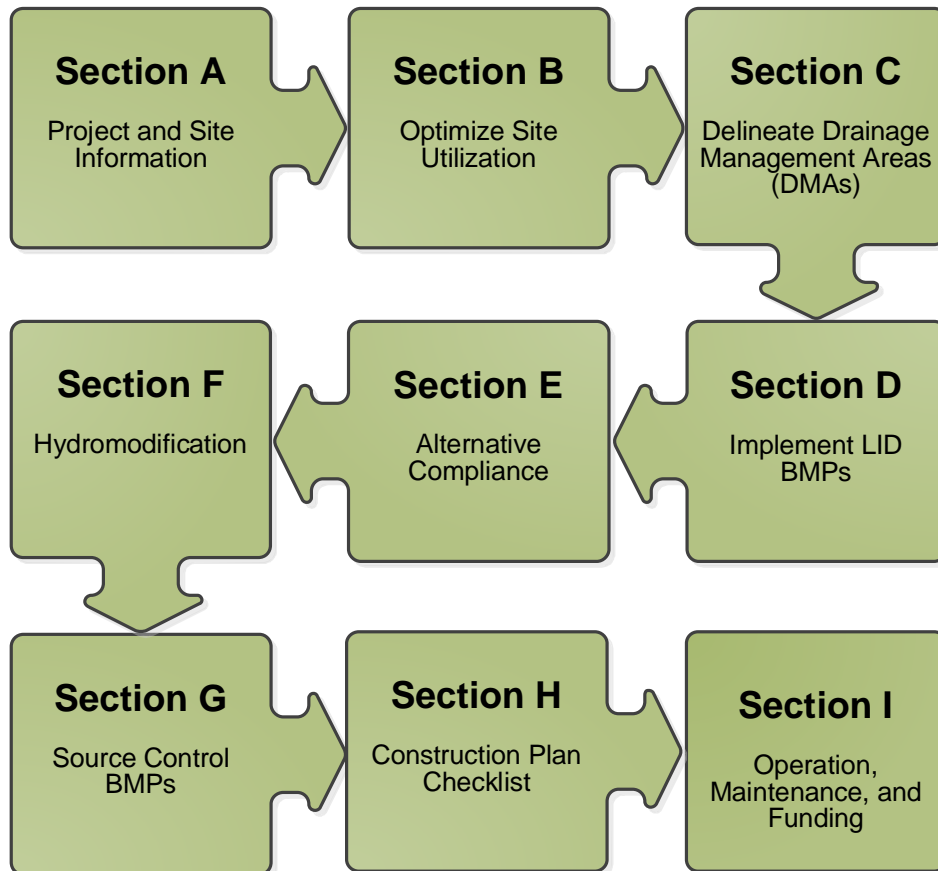 Section A
Project and Site
Information
Section B
Optimize Site
Utilization
Section C
Delineate Drainage
Management Areas
(DMAs)
Section D
Implement LID
BMPs
Section E
Alternative
Compliance
Section F
Hydromodification
Section G
Source Control
BMPs
Section H
Construction Plan
Checklist
Section I
Operation,
Maintenance, and
Funding